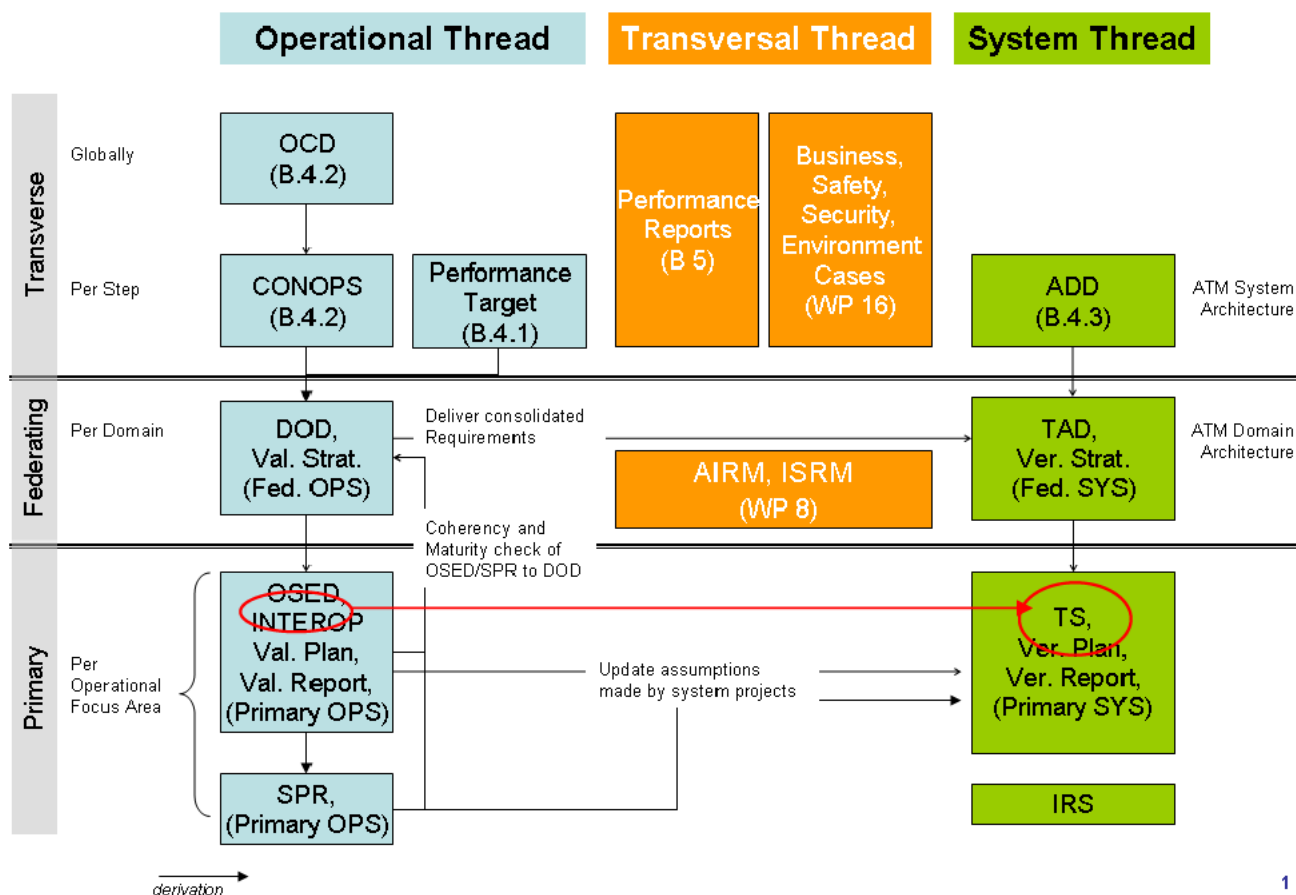 Operational Thread
Transversal Thread
System Thread
Transverse
Globally
OCD
(B.4.2)
Per Step
CONOPS
(B.4.2)
Performance
Target
(B.4.1)
Performance
Reports
(B 5)
Business,
Safety,
Security,
Environment
Cases
(WP 16)
ADD
(B.4.3)
ATM System
Architecture
Federating
Per Domain
DOD,
Val. Strat.
(Fed. OPS)
Deliver consolidated
Requirements
AIRM, ISRM
(WP 8)
TAD,
Ver. Strat.
(Fed. SYS)
ATM Domain
Architecture
Coherency and
Maturity check of
OSED/SPR to DOD
Primary
Per
Operational
Focus Area
OSED,
INTEROP
Val. Plan,
Val. Report,
(Primary OPS)
Update assumptions
made by system projects
TS,
Ver. Plan,
Ver. Report,
(Primary SYS)
SPR,
(Primary OPS)
IRS
derivation
1